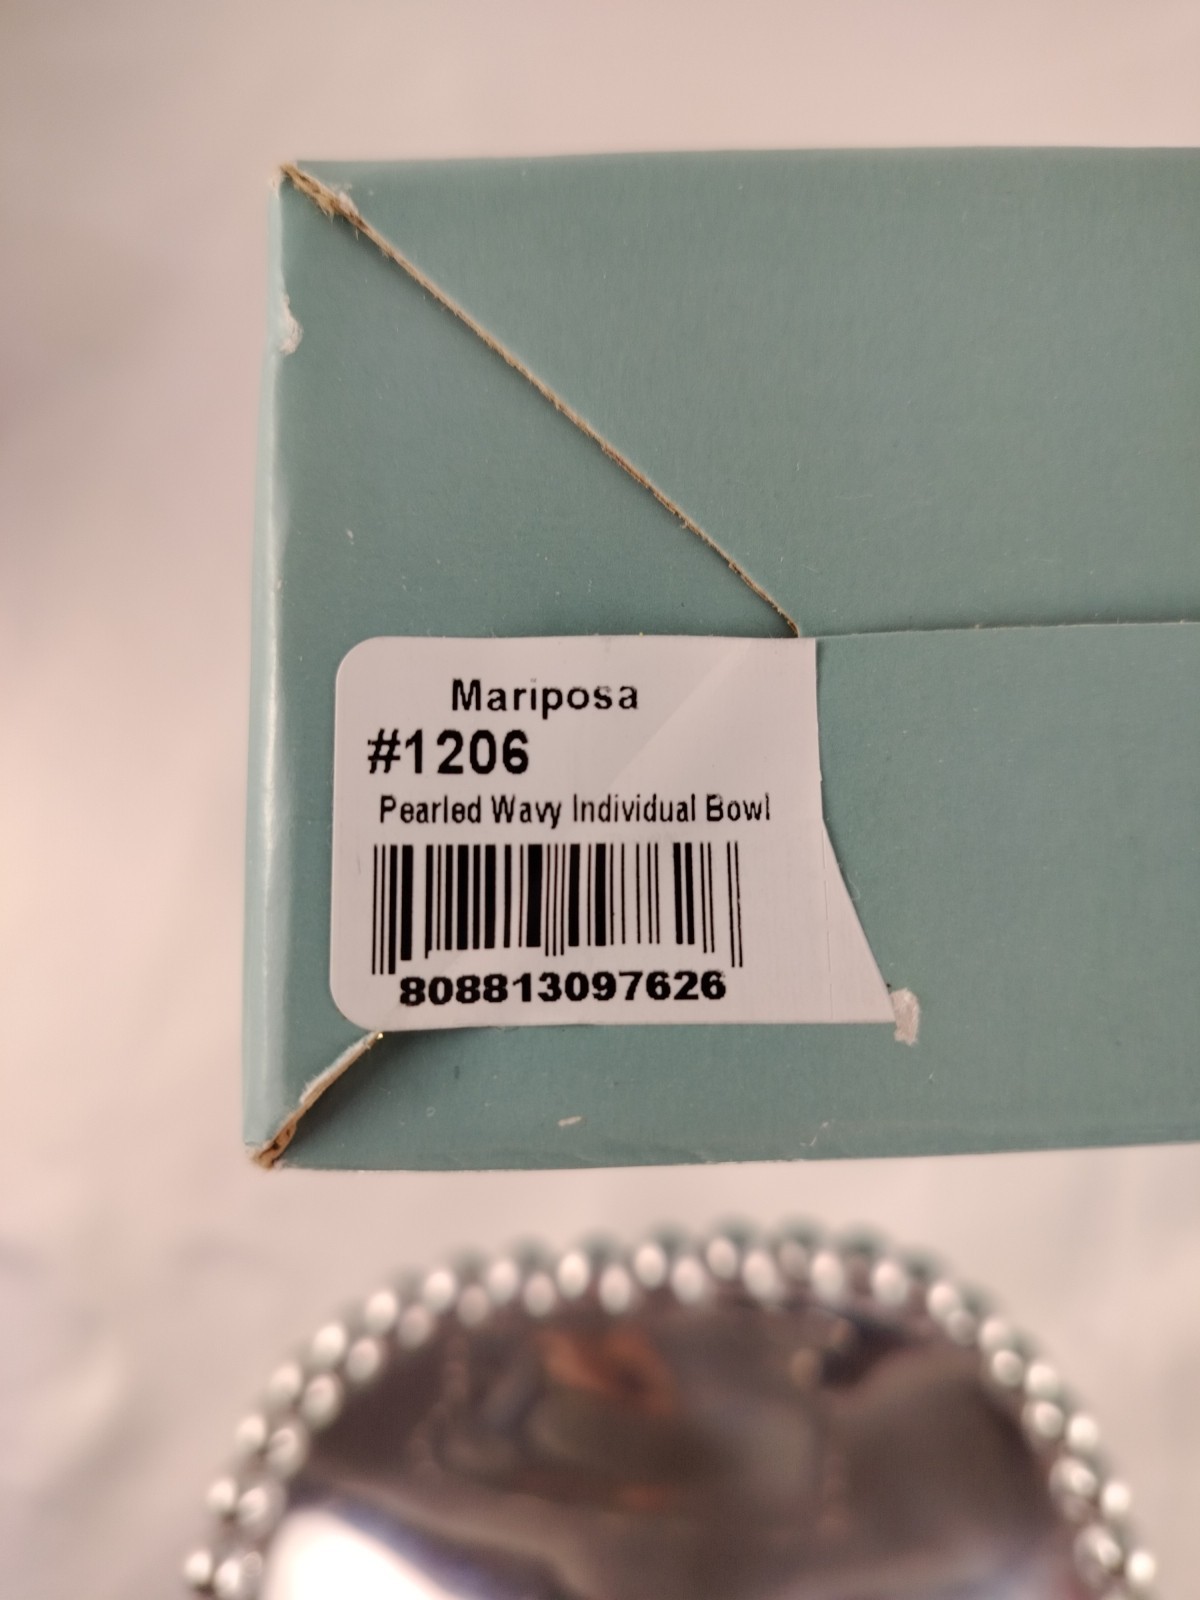 Mariposa
#1206
Pearled Wavy Individual Bowl
808813097626